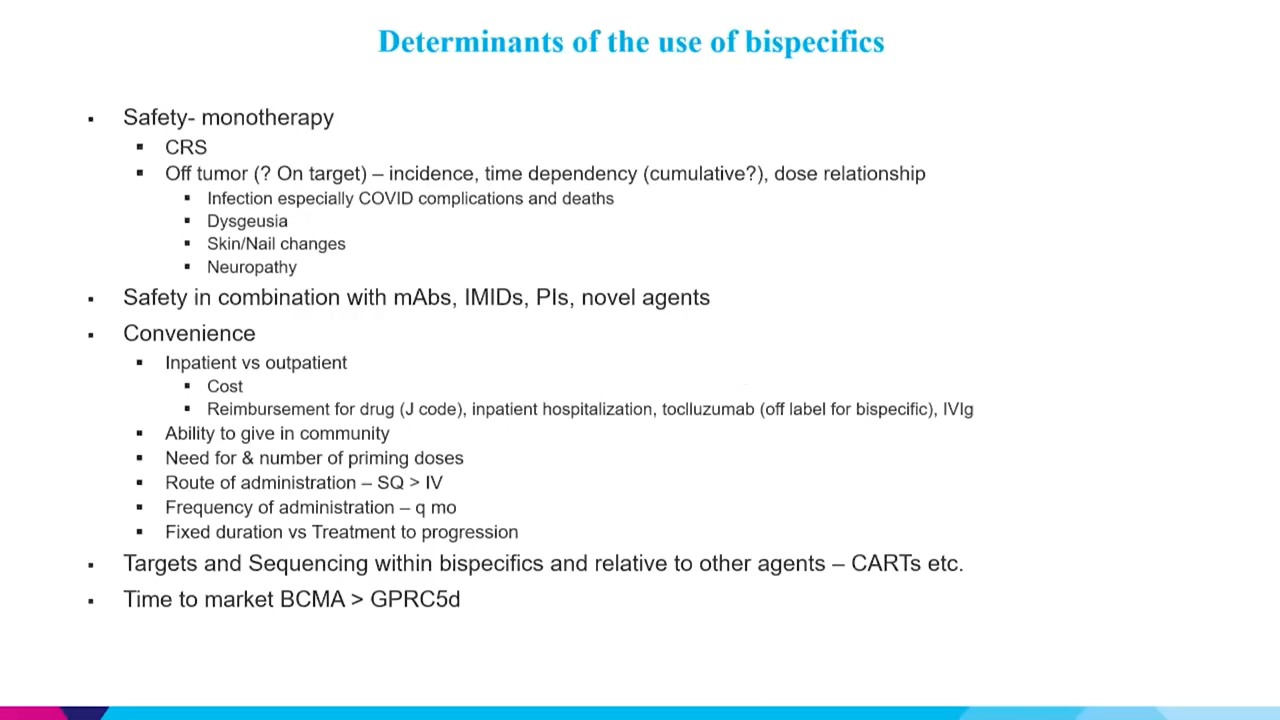 Determinants of the use of bispecifics
▪ Safety- monotherapy
▪ CRS
▪ Off tumor (? On target) – incidence, time dependency (cumulative?), dose relationship
▪ Infection especially COVID complications and deaths
▪ Dysgeusia
▪ Skin/Nail changes
▪ Neuropathy
▪ Safety in combination with mAbs, IMIDs, PIs, novel agents
▪ Convenience
▪ Inpatient vs outpatient
▪ Cost
▪ Reimbursement for drug (J code), inpatient hospitalization, toclluzumab (off label for bispecific), IVIg
▪ Ability to give in community
▪ Need for & number of priming doses
▪ Route of administration – SQ > IV
▪ Frequency of administration – q mo
▪ Fixed duration vs Treatment to progression
▪ Targets and Sequencing within bispecifics and relative to other agents – CARTs etc.
▪ Time to market BCMA > GPRC5d